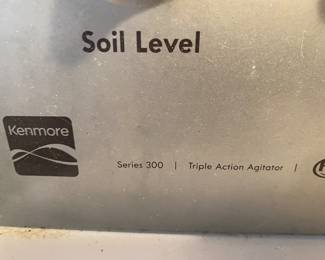 Soil Level
Kenmore
Series 300 | Triple Action Agitator |